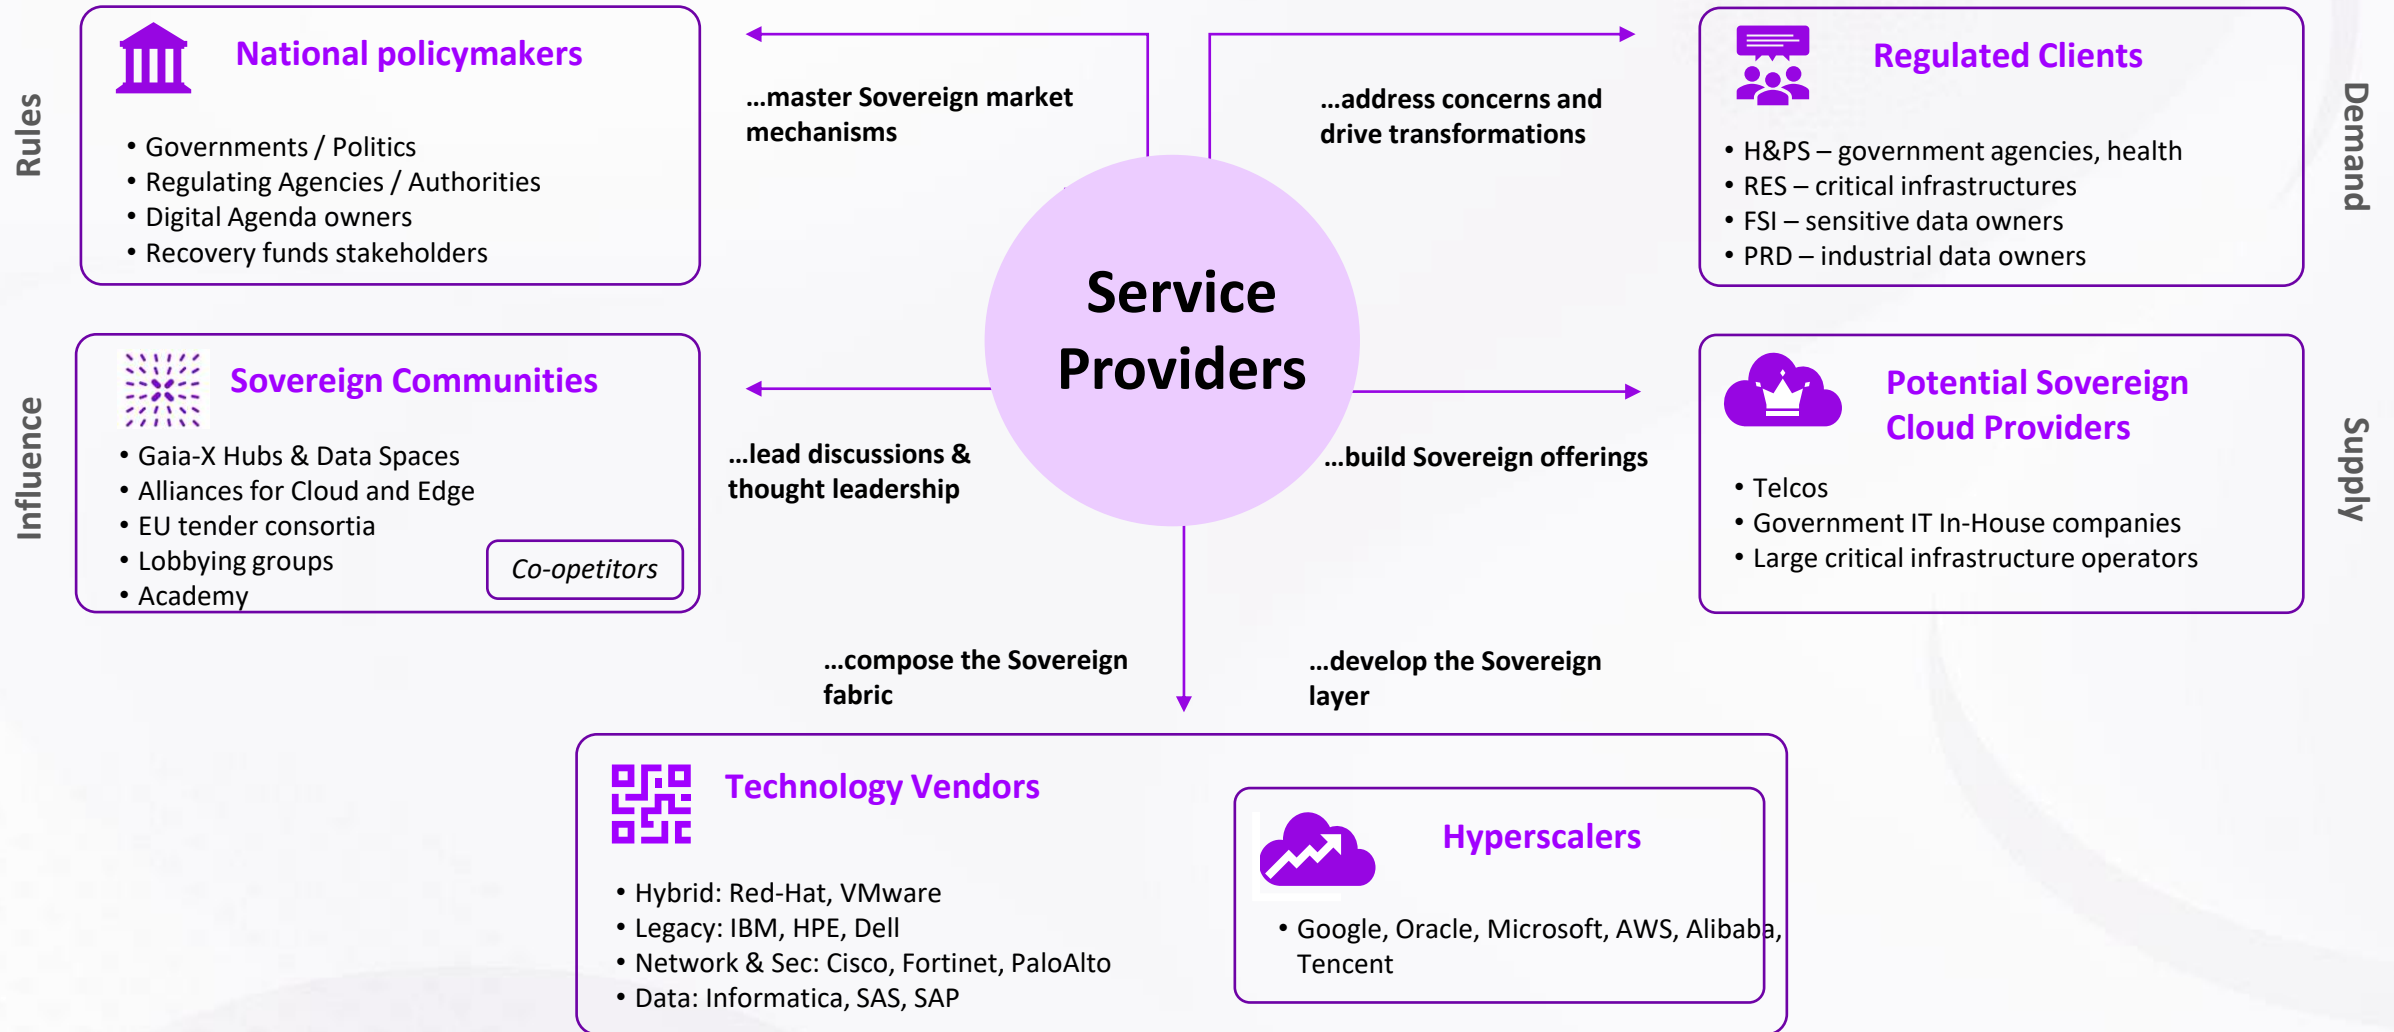 Rules
National policymakers
• Governments / Politics
• Regulating Agencies / Authorities
• Digital Agenda owners
• Recovery funds stakeholders
...master Sovereign market
mechanisms
...address concerns and
drive transformations
Regulated Clients
• H&PS – government agencies, health
• RES – critical infrastructures
• FSI – sensitive data owners
• PRD – industrial data owners
Demand
Service
Providers
Influence
Sovereign Communities
• Gaia-X Hubs & Data Spaces
• Alliances for Cloud and Edge
• EU tender consortia
• Lobbying groups
• Academy
Co-opetitors
...lead discussions &
thought leadership
...build Sovereign offerings
Potential Sovereign
Cloud Providers
• Telcos
• Government IT In-House companies
• Large critical infrastructure operators
Supply
...compose the Sovereign
fabric
...develop the Sovereign
layer
Technology Vendors
• Hybrid: Red-Hat, VMware
• Legacy: IBM, HPE, Dell
• Network & Sec: Cisco, Fortinet, PaloAlto
• Data: Informatica, SAS, SAP
Hyperscalers
• Google, Oracle, Microsoft, AWS, Alibaba,
Tencent